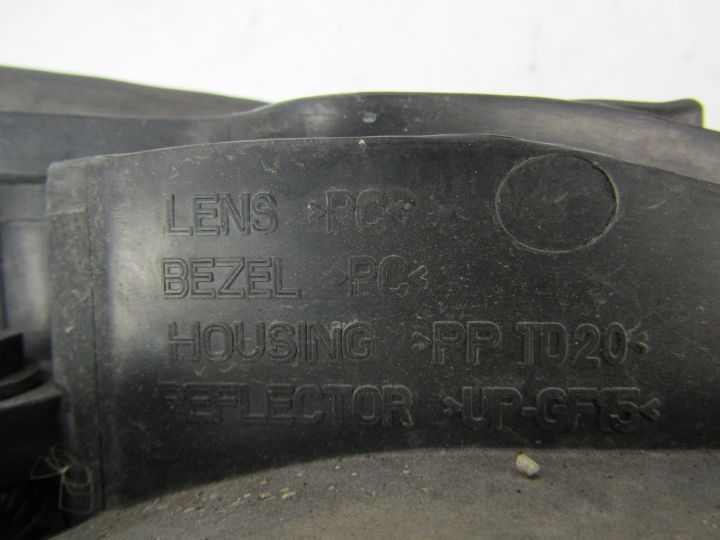 LENS >PC<
BEZEL >PC<
HOUSING >PP TD20<
REFLECTOR >UP-GF15<